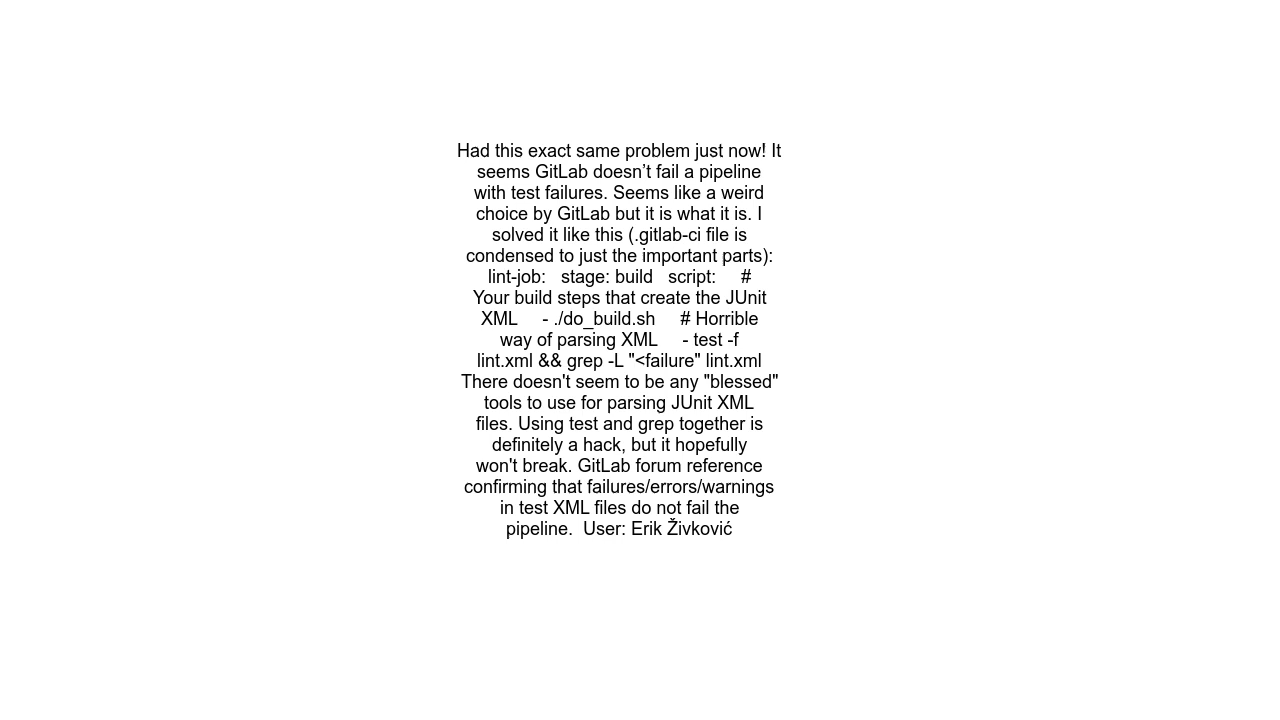 Had this exact same problem just now! It
seems GitLab doesn’t fail a pipeline
with test failures. Seems like a weird
choice by GitLab but it is what it is. I
solved it like this (.gitlab-ci file is
condensed to just the important parts):
lint-job:   stage: build   script:     #
Your build steps that create the JUnit
XML     - ./do_build.sh     # Horrible
way of parsing XML     - test -f
lint.xml && grep -L "<failure" lint.xml
There doesn't seem to be any "blessed"
tools to use for parsing JUnit XML
files. Using test and grep together is
definitely a hack, but it hopefully
won't break. GitLab forum reference
confirming that failures/errors/warnings
in test XML files do not fail the
pipeline.  User: Erik Živković